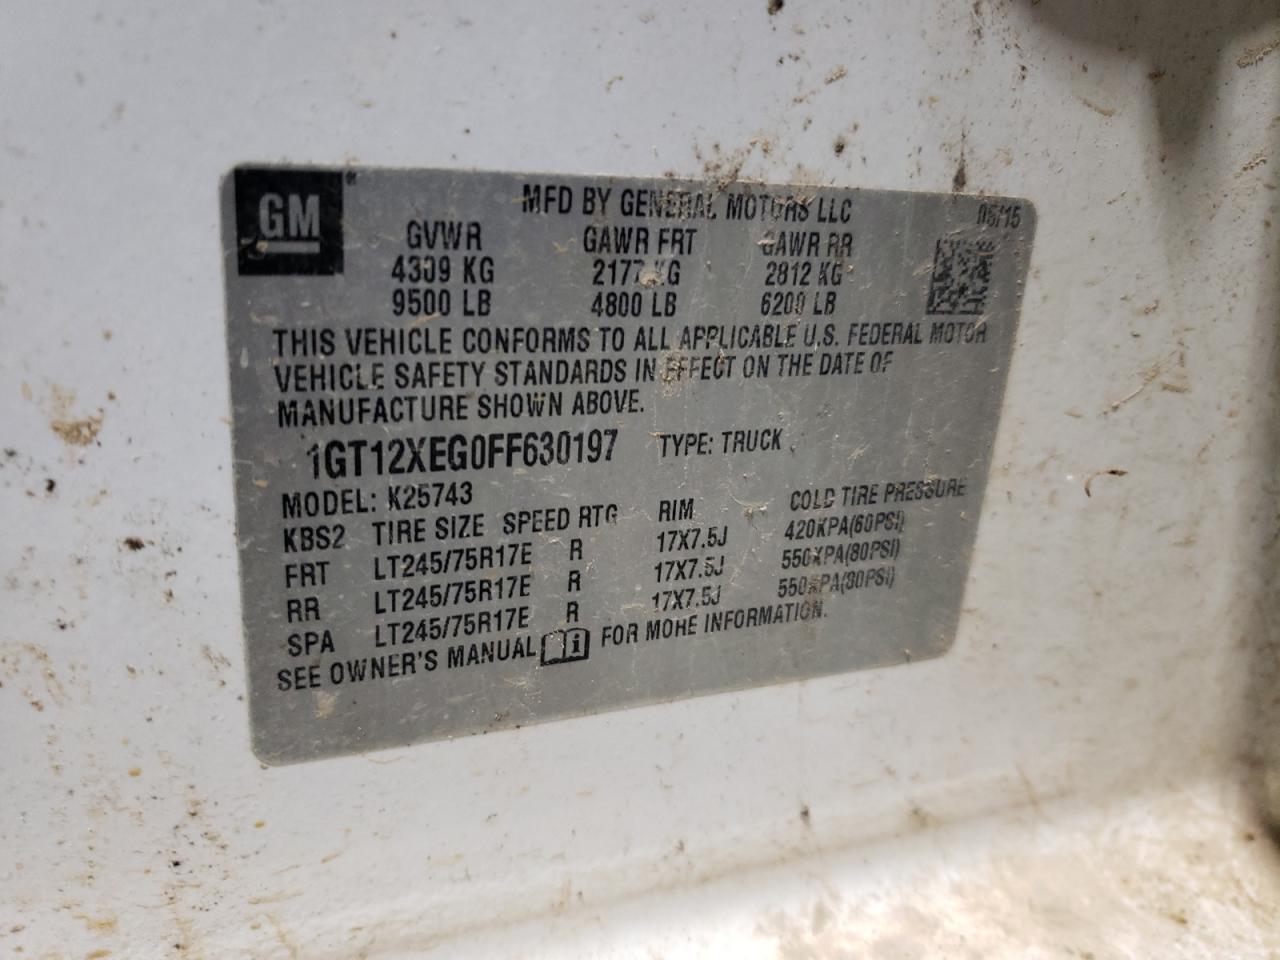 GM
MFD BY GENERAL MOTORS LLC
06/15
GVWR GAWR FRT GAWR RR
4309 KG 2177 KG 2812 KG
9500 LB 4800 LB 6200 LB
THIS VEHICLE CONFORMS TO ALL APPLICABLE U.S. FEDERAL MOTOR
VEHICLE SAFETY STANDARDS IN EFFECT ON THE DATE OF
MANUFACTURE SHOWN ABOVE.
1GT12XEG0FF630197 TYPE: TRUCK
MODEL: K25743
KBS2 TIRE SIZE SPEED RTG RIM COLD TIRE PRESSURE
FRT LT245/75R17E R 17X7.5J 420KPA(60PSI)
RR LT245/75R17E R 17X7.5J 550KPA(80PSI)
SPA LT245/75R17E R 17X7.5J 550KPA(80PSI)
SEE OWNER'S MANUAL FOR MORE INFORMATION.